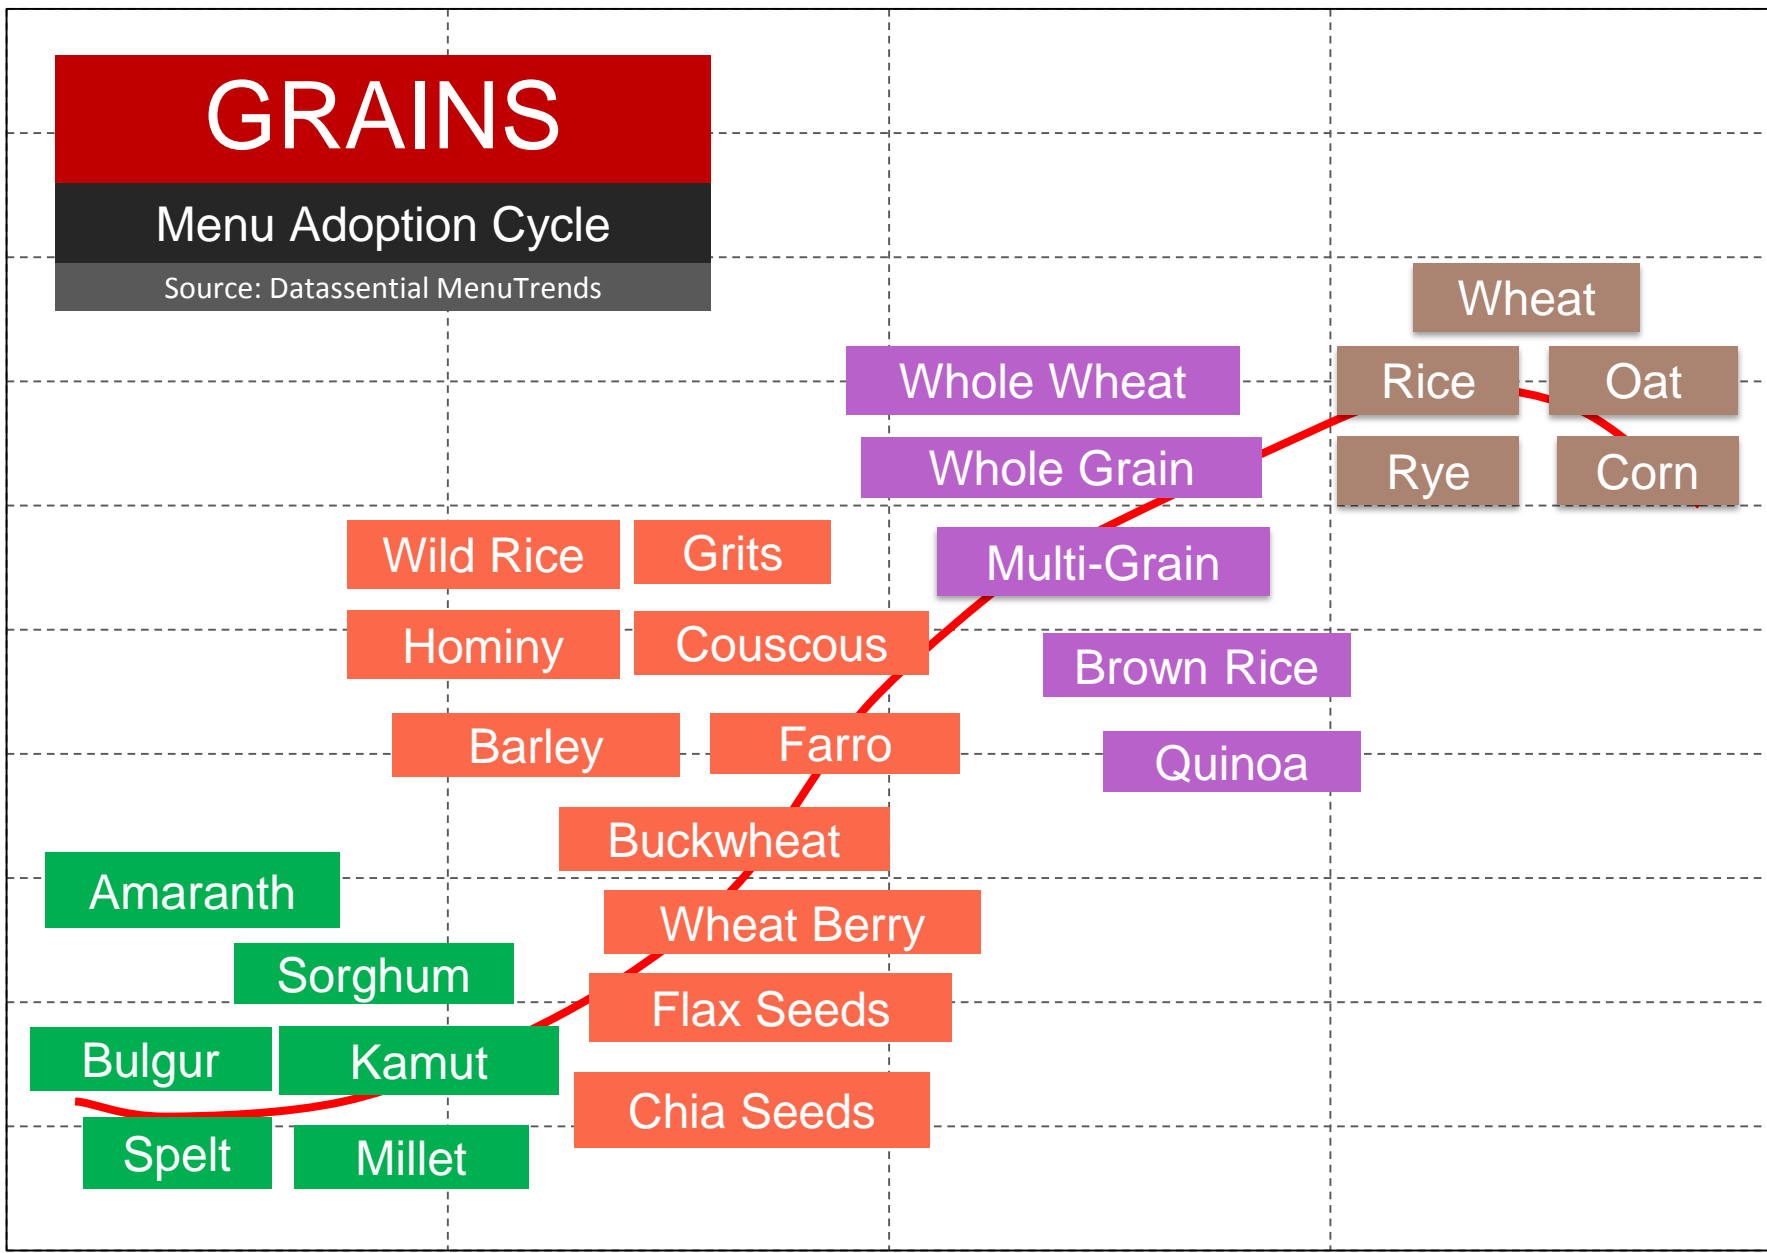 GRAINS
Menu Adoption Cycle
Source: Datassential MenuTrends
Wheat
Whole Wheat
Rice
Oat
Whole Grain
Rye
Corn
Wild Rice
Grits
Multi-Grain
Hominy
Couscous
Brown Rice
Barley
Farro
Quinoa
Buckwheat
Amaranth
Wheat Berry
Sorghum
Flax Seeds
Bulgur
Kamut
Chia Seeds
Spelt
Millet